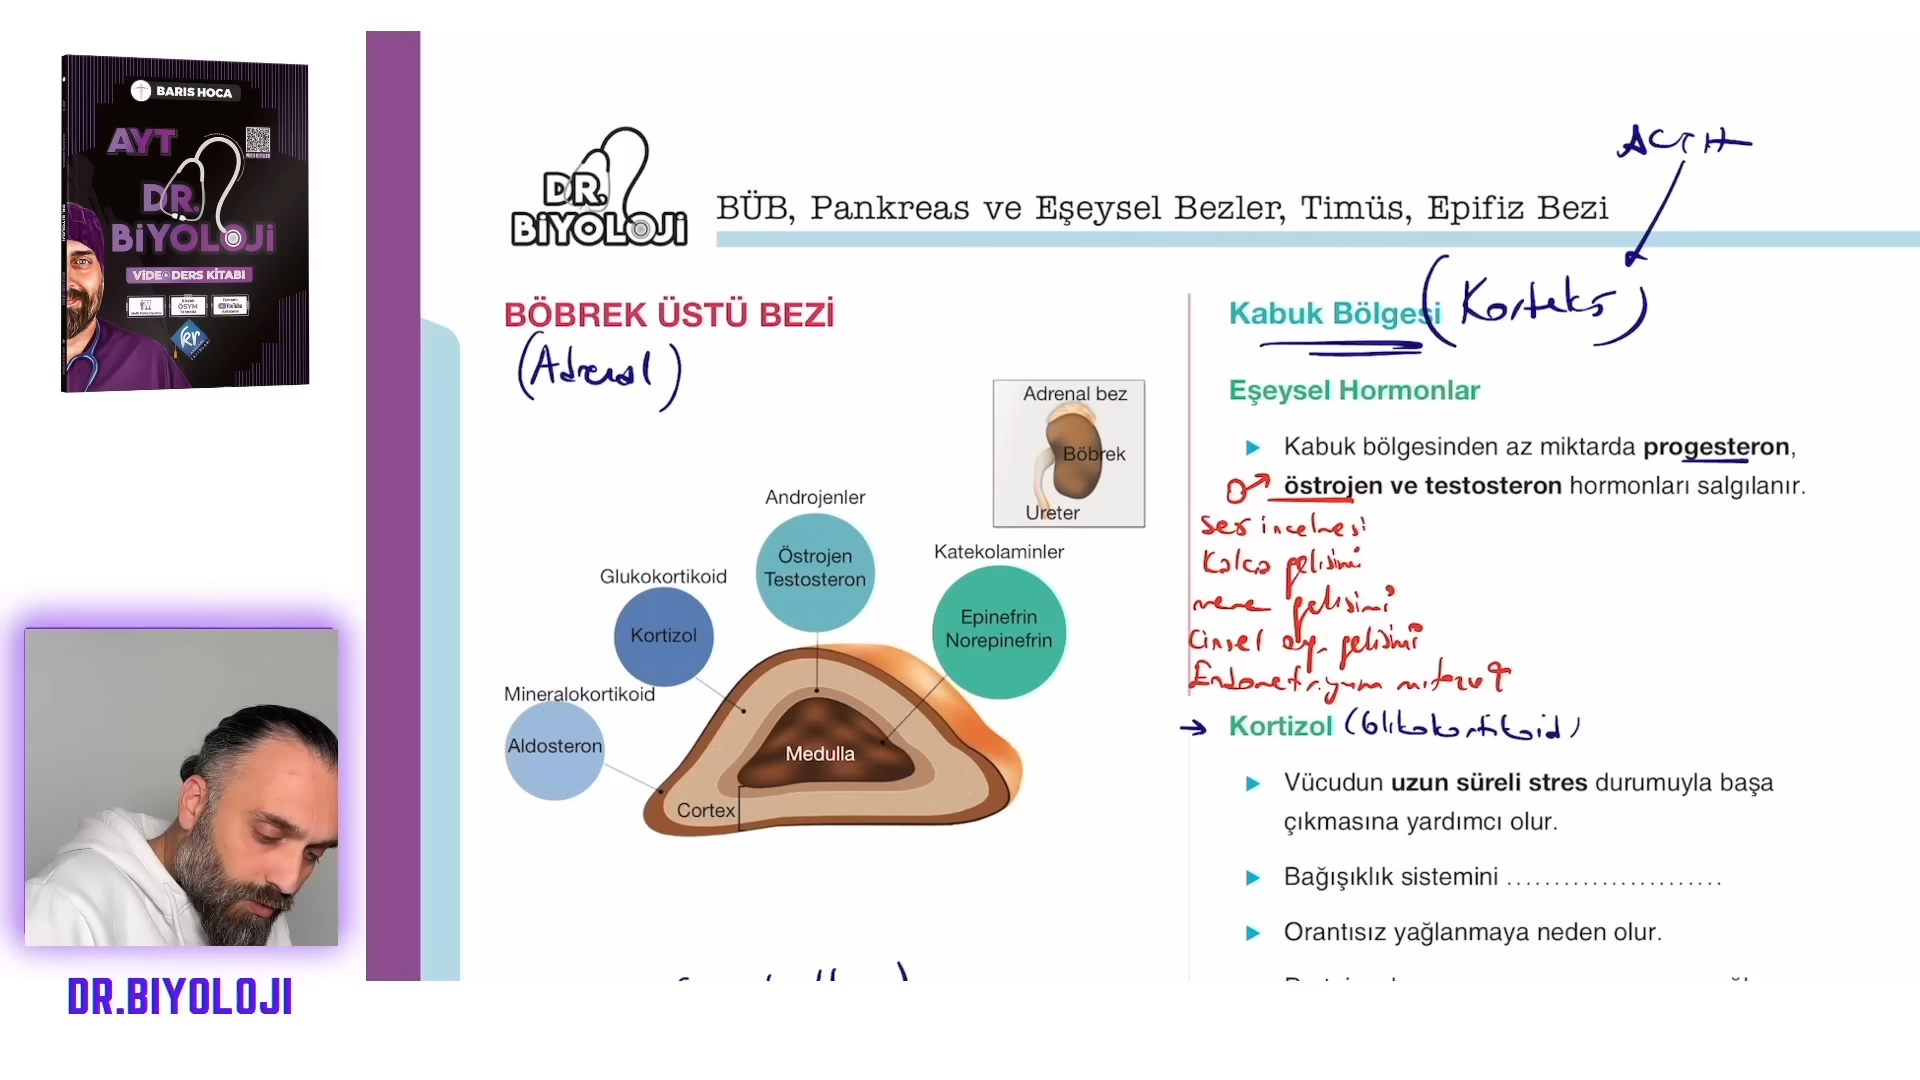 BARIS HOCA
AYT
DR.
BİYOLOJİ
VİDEO DERS KİTABI
DR.BIYOLOJI
DR.
BİYOLOJİ
BÜB, Pankreas ve Eşeysel Bezler, Timüs, Epifiz Bezi
ACTH
BÖBREK ÜSTÜ BEZİ
(Adrenal)
Adrenal bez
Böbrek
Ureter
Androjenler
Östrojen
Testosteron
Katekolaminler
Epinefrin
Norepinefrin
Glukokortikoid
Kortizol
Mineralokortikoid
Aldosteron
Medulla
Cortex
Kabuk Bölgesi (Korteks)
Eşeysel Hormonlar
Kabuk bölgesinden az miktarda progesteron,
östrojen ve testosteron hormonları salgılanır.
ses incelmesi
Kalça gelişimi
meme gelişimi
Cinsel org. gelişimi
Endometriyum mitozu
→ Kortizol (Glikokortikoid)
Vücudun uzun süreli stres durumuyla başa
çıkmasına yardımcı olur.
Bağışıklık sistemini .......................
Orantısız yağlanmaya neden olur.